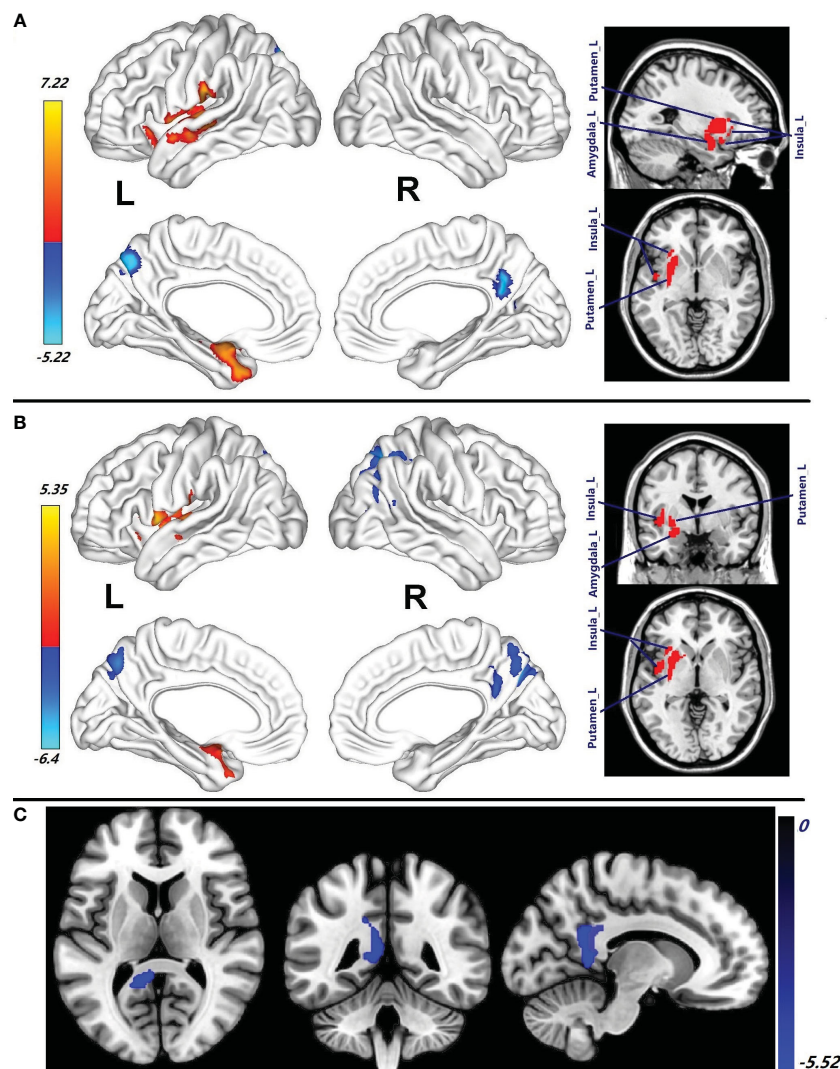 A
7.22
-5.22
L
R
Putamen_L
Amygdala_L
Insula_L
Insula_L
Putamen_L
B
5.35
-6.4
L
R
Insula_L
Amygdala_L
Putamen_L
Insula_L
Putamen_L
C
0
-5.52